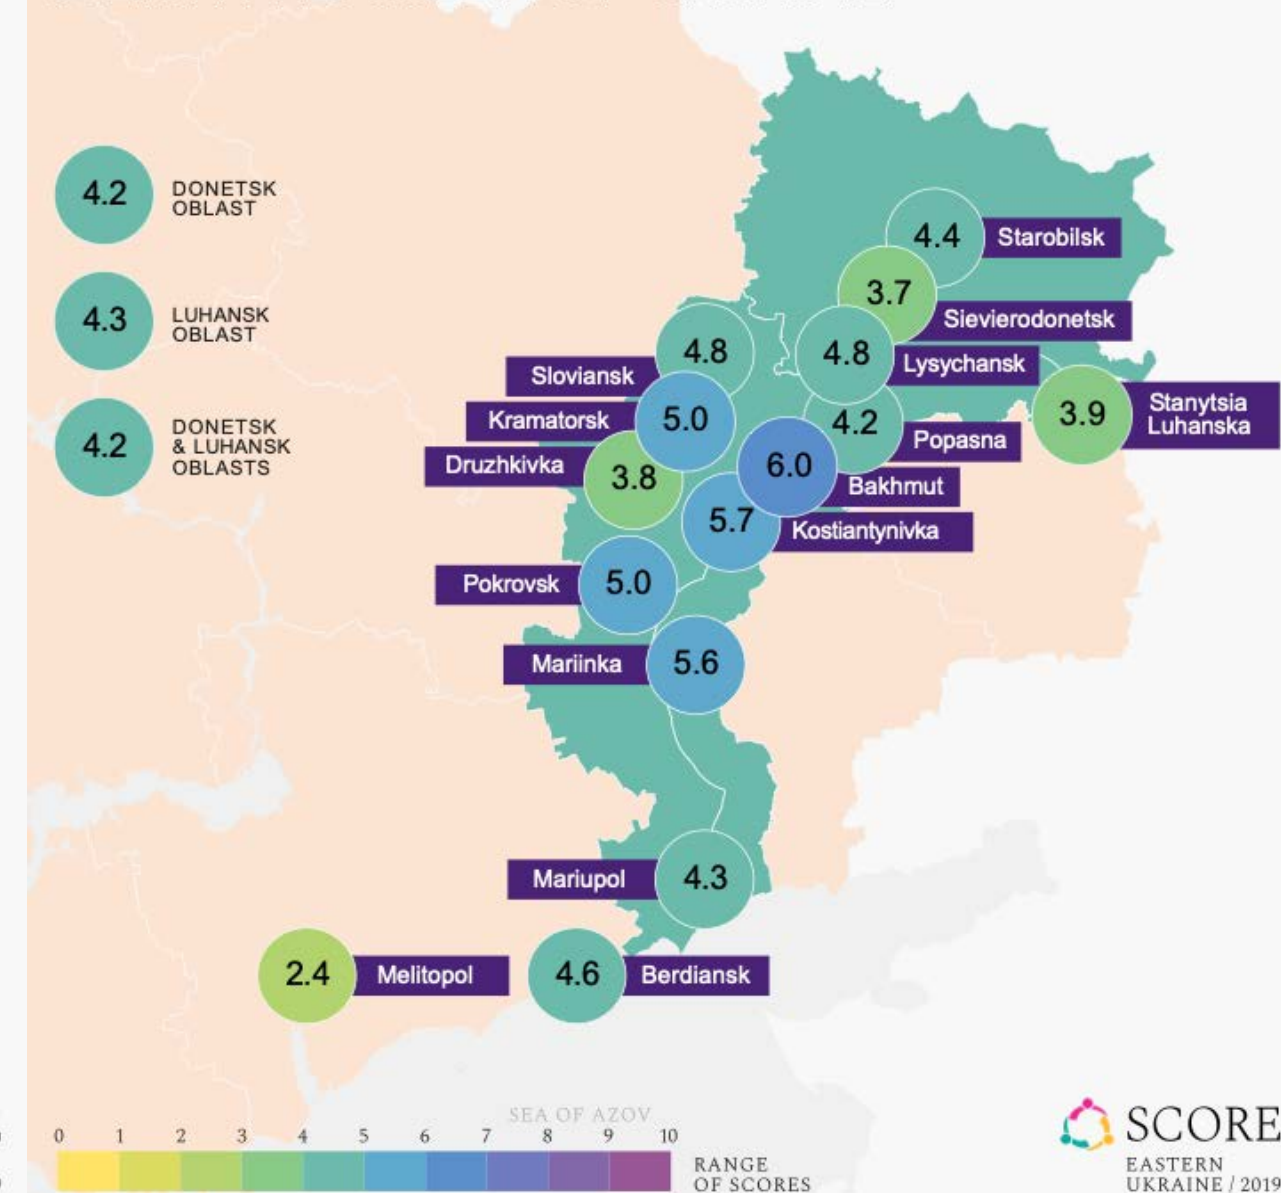 4.2
DONETSK
OBLAST
4.3
LUHANSK
OBLAST
4.2
DONETSK
& LUHANSK
OBLASTS
4.4
Starobilsk
3.7
Sievierodonetsk
4.8
Sloviansk
4.8
Lysychansk
3.9
Stanytsia
Luhanska
5.0
Kramatorsk
4.2
Popasna
3.8
Druzhkivka
6.0
Bakhmut
5.7
Kostiantynivka
5.0
Pokrovsk
5.6
Mariinka
4.3
Mariupol
2.4
Melitopol
4.6
Berdiansk
SEA OF AZOV
0 1 2 3 4 5 6 7 8 9 10
RANGE
OF SCORES
SCORE
EASTERN
UKRAINE / 2019